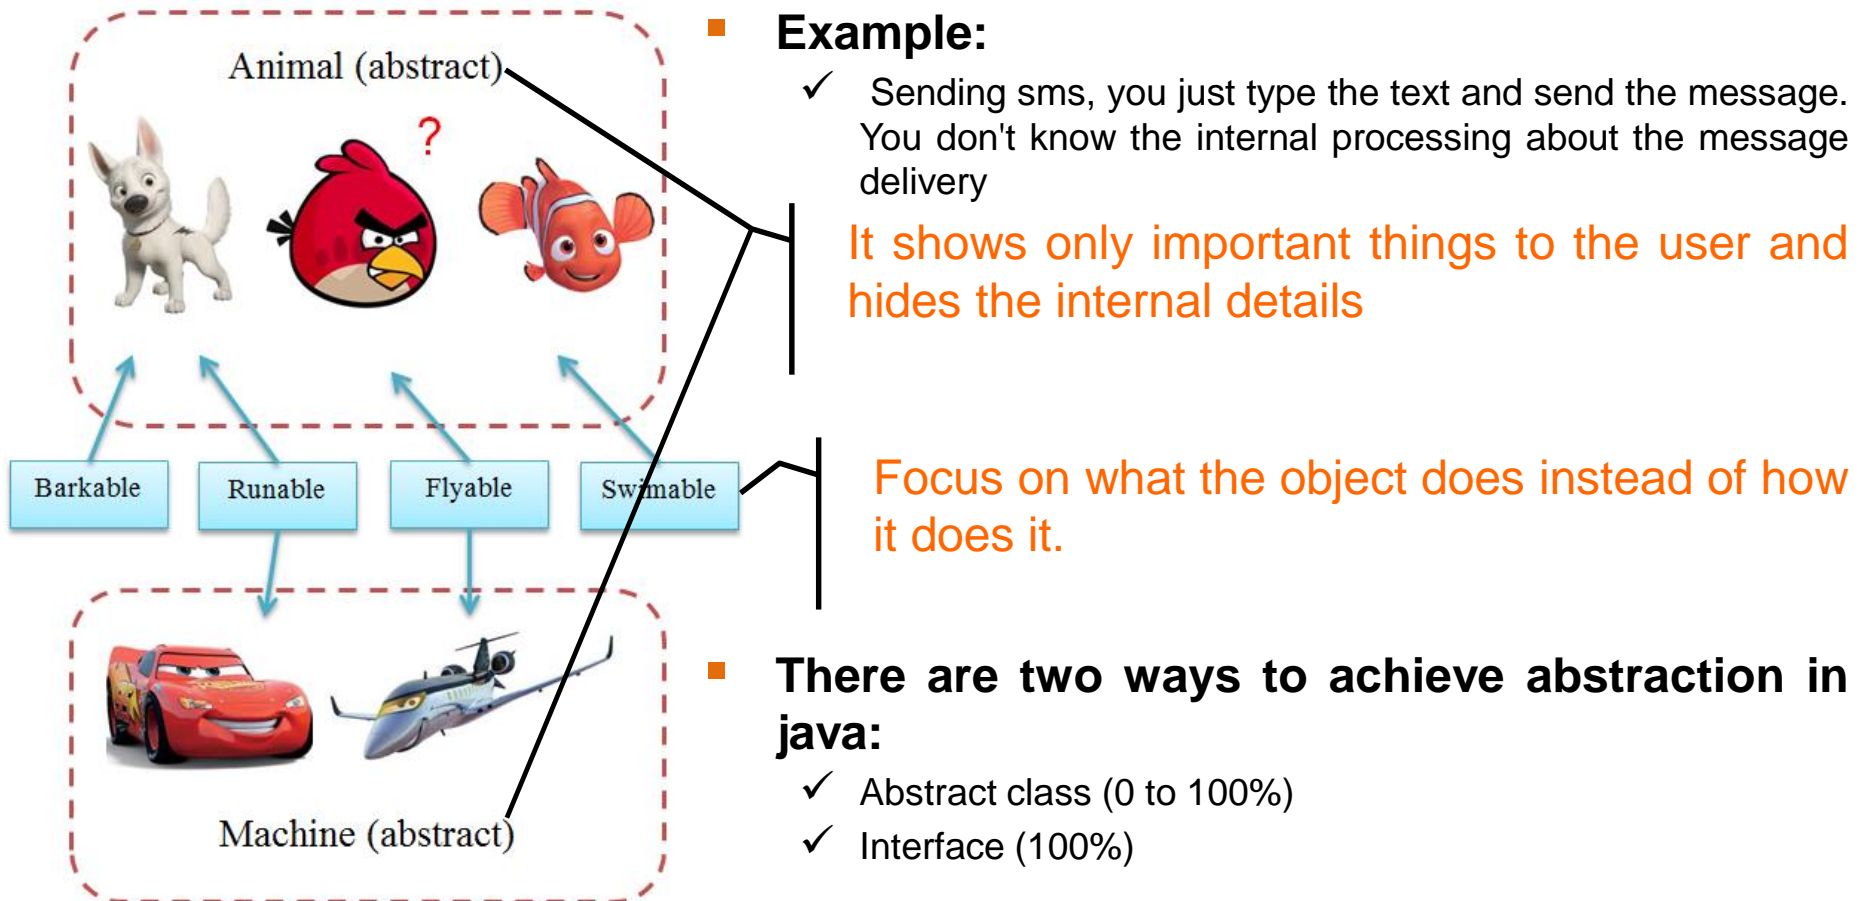 Animal (abstract)
?
Barkable
Runable
Flyable
Swimable
Machine (abstract)
Example:
Sending sms, you just type the text and send the message.
You don't know the internal processing about the message
delivery
It shows only important things to the user and
hides the internal details
Focus on what the object does instead of how
it does it.
There are two ways to achieve abstraction in
java:
Abstract class (0 to 100%)
Interface (100%)